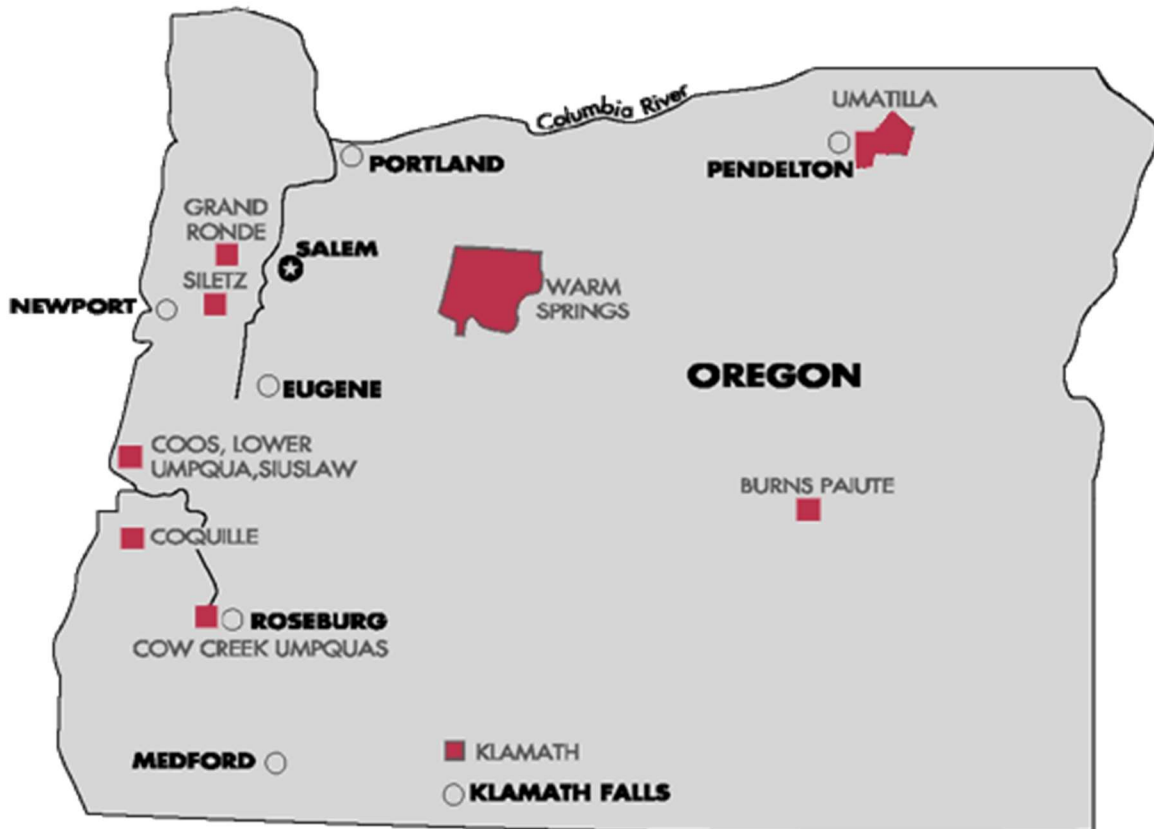 Columbia River
UMATILLA
PORTLAND
PENDELTON
GRAND
RONDE
SALEM
SILETZ
NEWPORT
WARM
SPRINGS
OREGON
EUGENE
COOS, LOWER
UMPQUA,SIUSLAW
BURNS PAIUTE
COQUILLE
ROSEBURG
COW CREEK UMPQUAS
MEDFORD
KLAMATH
KLAMATH FALLS